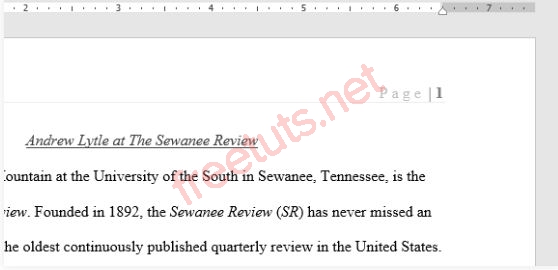 2 3 4 5 6 7
Page | 1
Andrew Lytle at The Sewanee Review
ountain at the University of the South in Sewanee, Tennessee, is the
iew. Founded in 1892, the Sewanee Review (SR) has never missed an
he oldest continuously published quarterly review in the United States.
freetuts.net